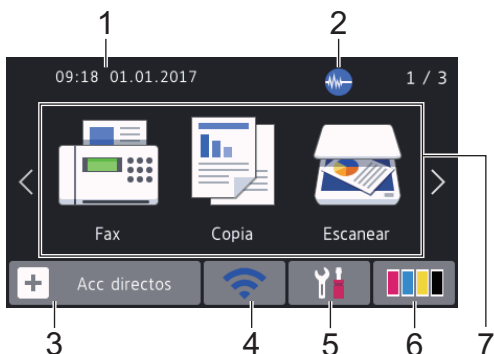 1 2
09:18 01.01.2017 1 / 3
Fax Copia Escanear
+ Acc directos
3 4 5 6 7